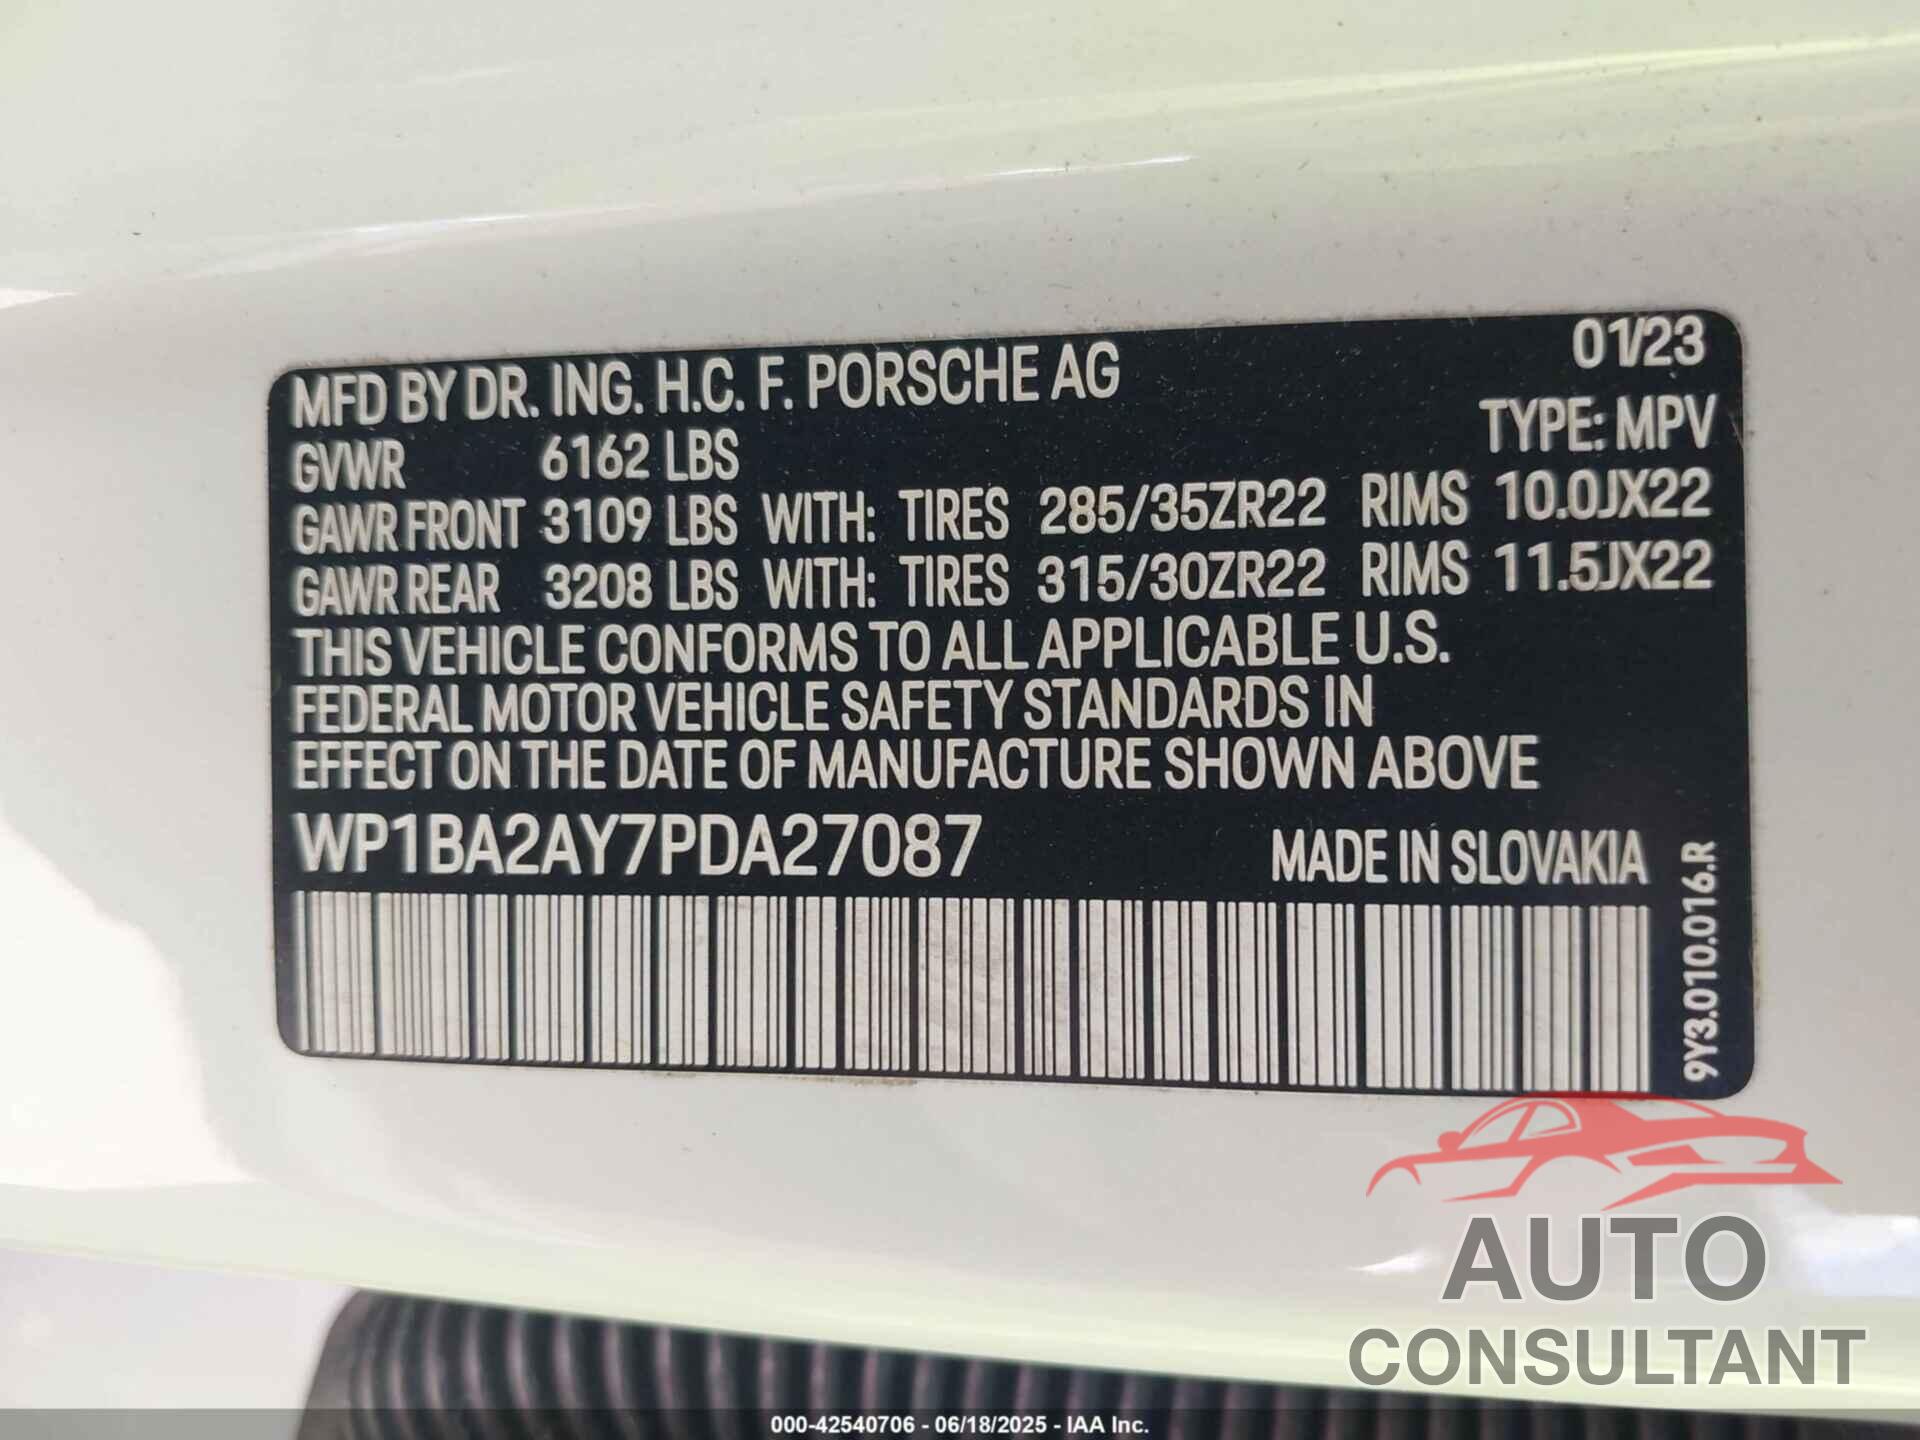 MFD BY DR. ING. H.C. F. PORSCHE AG 01/23
GVWR 6162 LBS TYPE: MPV
GAWR FRONT 3109 LBS WITH: TIRES 285/35ZR22 RIMS 10.0JX22
GAWR REAR 3208 LBS WITH: TIRES 315/30ZR22 RIMS 11.5JX22
THIS VEHICLE CONFORMS TO ALL APPLICABLE U.S.
FEDERAL MOTOR VEHICLE SAFETY STANDARDS IN
EFFECT ON THE DATE OF MANUFACTURE SHOWN ABOVE
WP1BA2AY7PDA27087 MADE IN SLOVAKIA
9Y3.010.016.R
AUTO
CONSULTANT
000-42540706 - 06/18/2025 - IAA Inc.